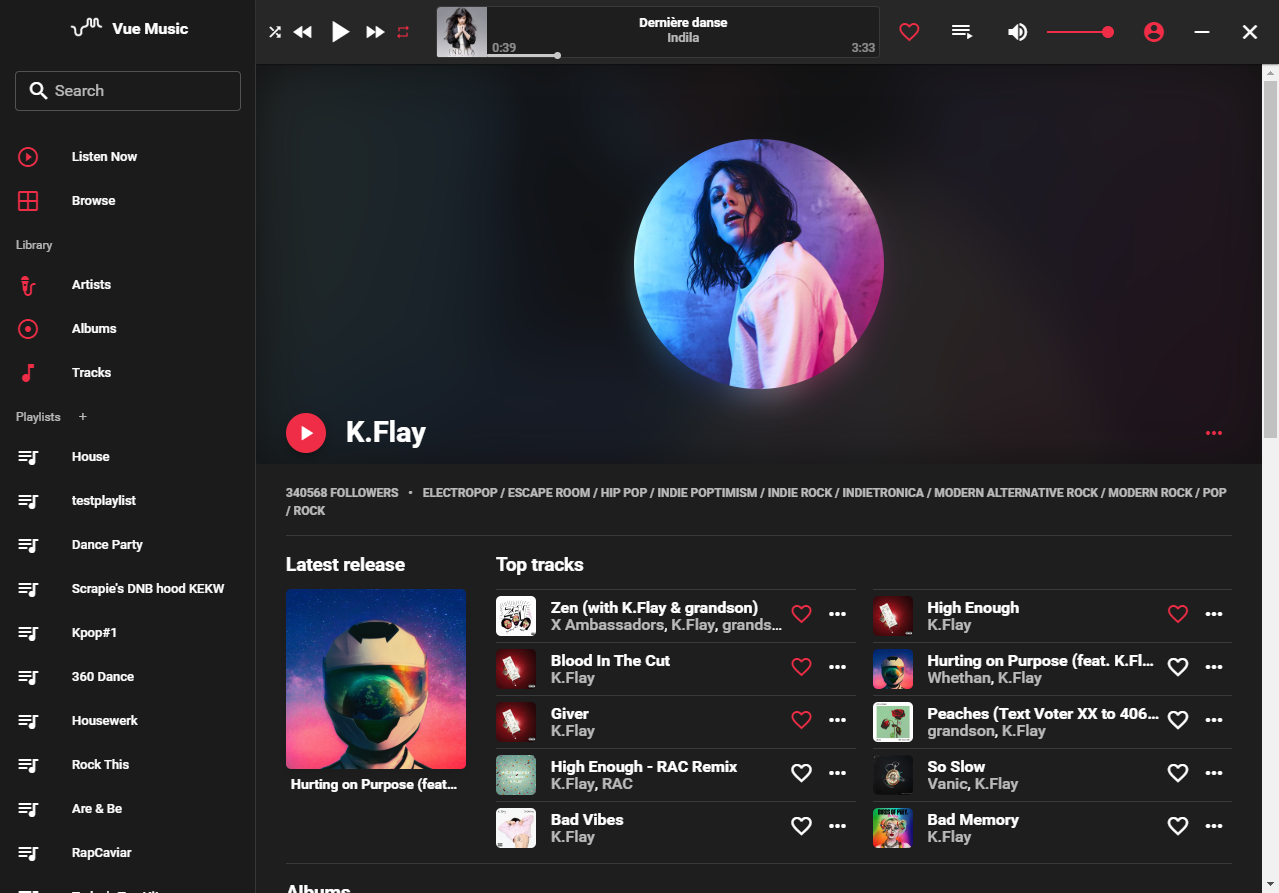 Vue Music
Search
Listen Now
Browse
Library
Artists
Albums
Tracks
Playlists +
House
testplaylist
Dance Party
Scrapie's DNB hood KEKW
Kpop#1
360 Dance
Housewerk
Rock This
Are & Be
RapCaviar
INDILA
Dernière danse
Indila
0:39
3:33
K.Flay
340568 FOLLOWERS • ELECTROPOP / ESCAPE ROOM / HIP POP / INDIE POPTIMISM / INDIE ROCK / INDIETRONICA / MODERN ALTERNATIVE ROCK / MODERN ROCK / POP
/ ROCK
Latest release
Hurting on Purpose (feat...
Top tracks
Zen (with K.Flay & grandson)
X Ambassadors, K.Flay, grands...
Blood In The Cut
K.Flay
Giver
K.Flay
High Enough - RAC Remix
K.Flay, RAC
Bad Vibes
K.Flay
High Enough
K.Flay
Hurting on Purpose (feat. K.Fl...
Whethan, K.Flay
Peaches (Text Voter XX to 406...
grandson, K.Flay
So Slow
Vanic, K.Flay
Bad Memory
K.Flay
Albums